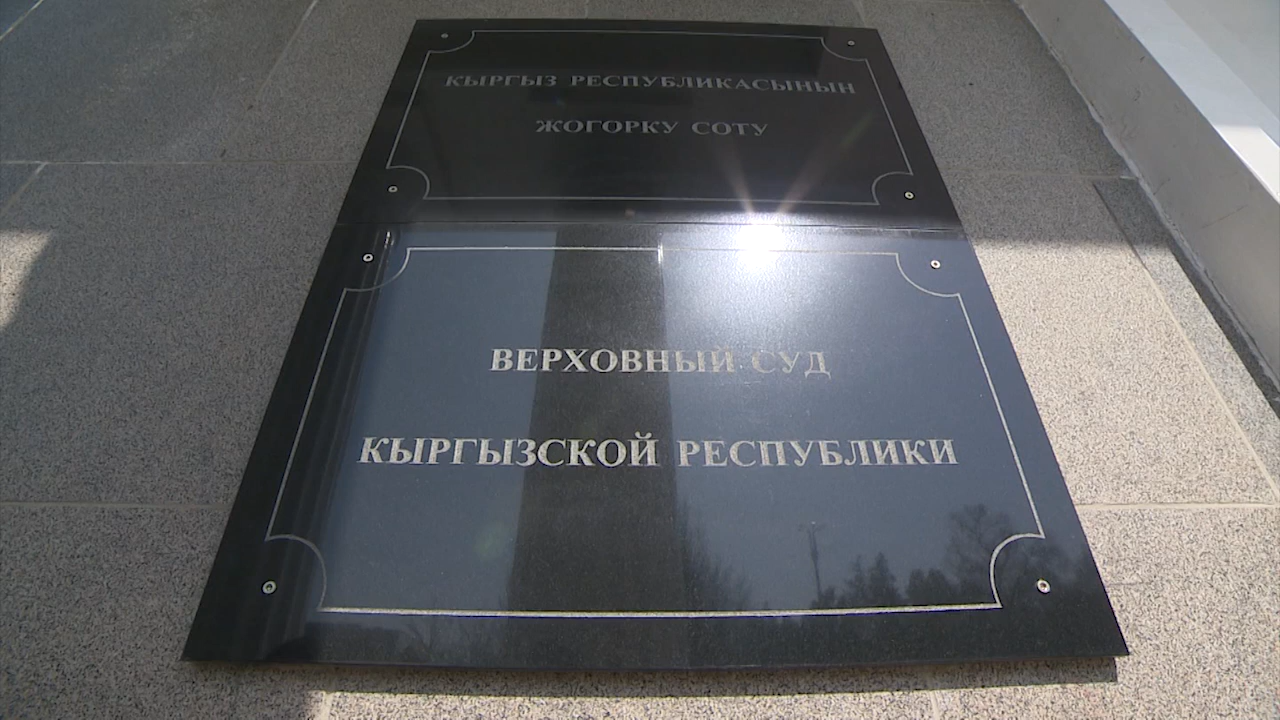 КЫРГЫЗ РЕСПУБЛИКАСЫНЫН
ЖОГОРКУ СОТУ
ВЕРХОВНЫЙ СУД
КЫРГЫЗСКОЙ РЕСПУБЛИКИ